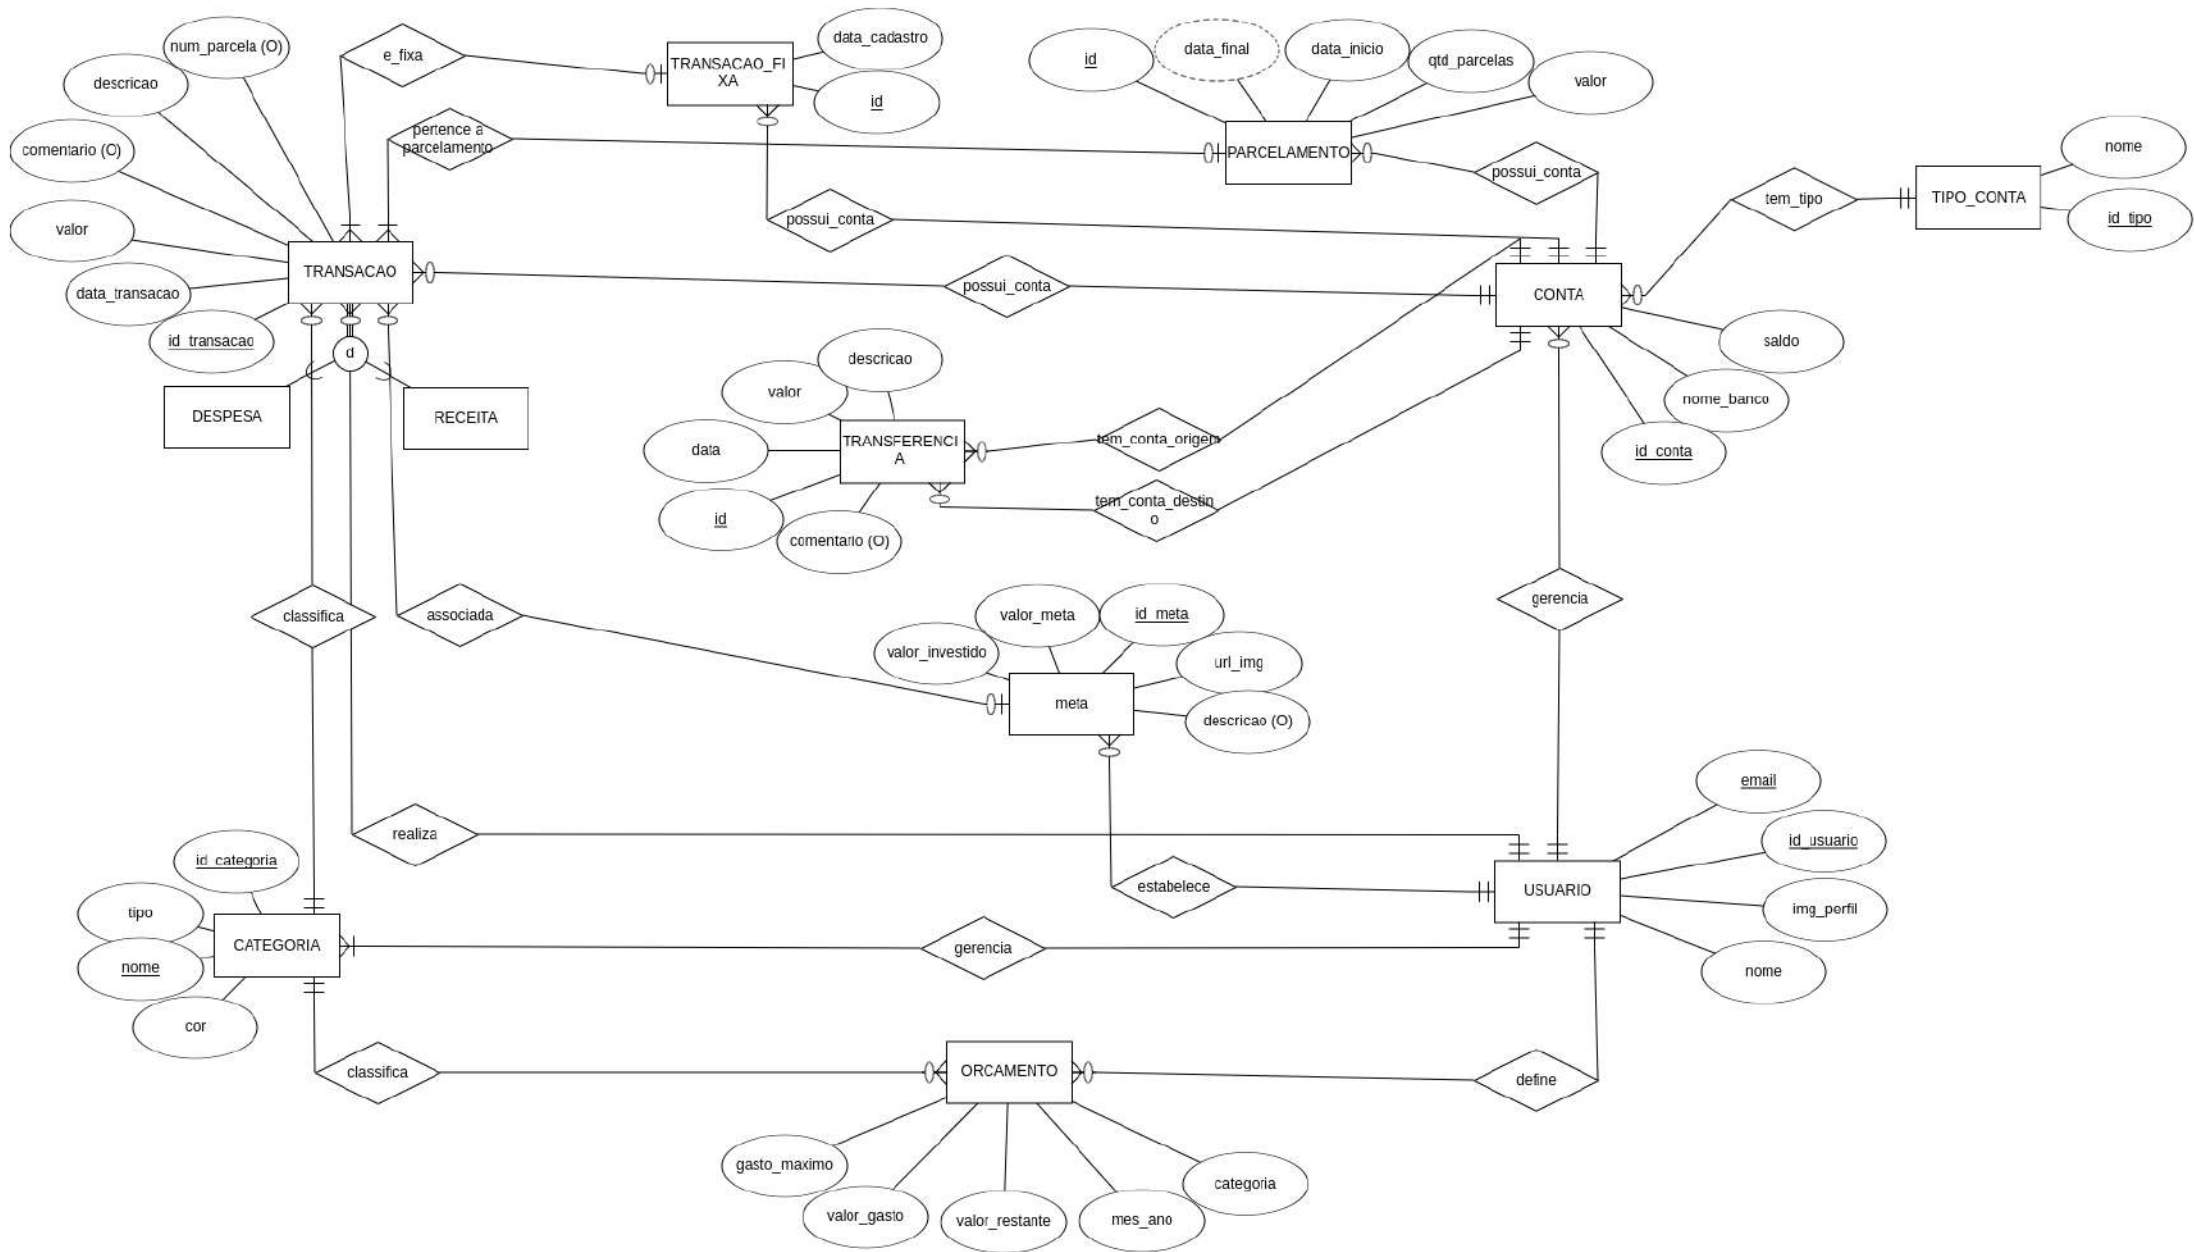 data_cadastro
num_parcela (O)
e_fixa
TRANSACAO_FI
XA
id
data_final
data_inicio
qtd_parcelas
valor
descricao
id
pertence a
parcelamento
comentario (O)
PARCELAMENTO
possui_conta
nome
tem_tipo
TIPO_CONTA
id_tipo
valor
possui_conta
TRANSACAO
data_transacao
possui_conta
CONTA
id_transacao
d
saldo
DESPESA
RECEITA
descricao
valor
nome_banco
TRANSFERENCI
A
tem_conta_origem
data
id_conta
id
tem_conta_destin
o
comentario (O)
classifica
associada
valor_meta
id_meta
gerencia
valor_investido
url_img
meta
descricao (O)
email
realiza
id_usuario
id_categoria
estabelece
USUARIO
img_perfil
tipo
CATEGORIA
gerencia
nome
nome
cor
classifica
ORCAMENTO
define
gasto_maximo
categoria
valor_gasto
valor_restante
mes_ano